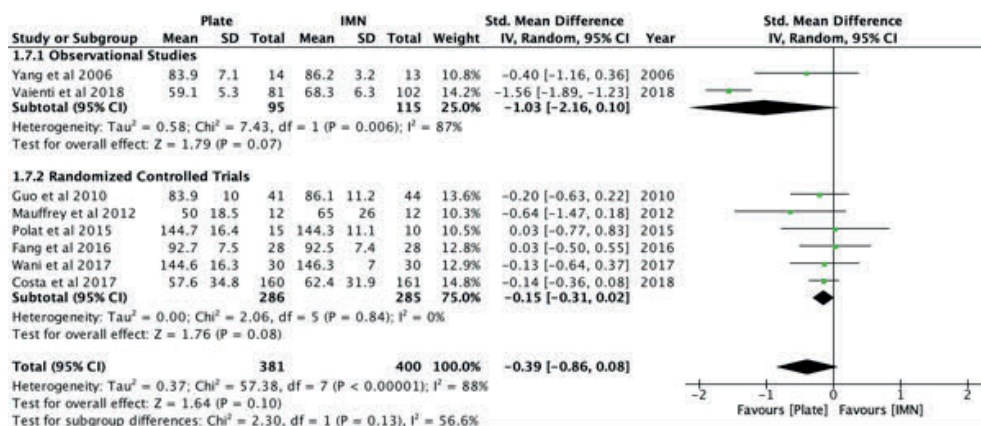 Plate IMN Std. Mean Difference Std. Mean Difference
Study or Subgroup Mean SD Total Mean SD Total Weight IV, Random, 95% CI Year IV, Random, 95% CI
1.7.1 Observational Studies
Yang et al 2006 83.9 7.1 14 86.2 3.2 13 10.8% -0.40 [-1.16, 0.36] 2006
Vaienti et al 2018 59.1 5.3 81 68.3 6.3 102 14.2% -1.56 [-1.89, -1.23] 2018
Subtotal (95% CI) 95 115 25.0% -1.03 [-2.16, 0.10]
Heterogeneity: Tau² = 0.58; Chi² = 7.43, df = 1 (P = 0.006); I² = 87%
Test for overall effect: Z = 1.79 (P = 0.07)
1.7.2 Randomized Controlled Trials
Guo et al 2010 83.9 10 41 86.1 11.2 44 13.6% -0.20 [-0.63, 0.22] 2010
Mauffrey et al 2012 50 18.5 12 65 26 12 10.3% -0.64 [-1.47, 0.18] 2012
Polat et al 2015 144.7 16.4 15 144.3 11.1 10 10.5% 0.03 [-0.77, 0.83] 2015
Fang et al 2016 92.7 7.5 28 92.5 7.4 28 12.8% 0.03 [-0.50, 0.55] 2016
Wani et al 2017 144.6 16.3 30 146.3 7 30 12.9% -0.13 [-0.64, 0.37] 2017
Costa et al 2017 57.6 34.8 160 62.4 31.9 161 14.8% -0.14 [-0.36, 0.08] 2018
Subtotal (95% CI) 286 285 75.0% -0.15 [-0.31, 0.02]
Heterogeneity: Tau² = 0.00; Chi² = 2.06, df = 5 (P = 0.84); I² = 0%
Test for overall effect: Z = 1.76 (P = 0.08)
Total (95% CI) 381 400 100.0% -0.39 [-0.86, 0.08]
Heterogeneity: Tau² = 0.37; Chi² = 57.38, df = 7 (P < 0.00001); I² = 88%
Test for overall effect: Z = 1.64 (P = 0.10)
Test for subgroup differences: Chi² = 2.30, df = 1 (P = 0.13), I² = 56.6%
-2 -1 0 1 2
Favours [Plate] Favours [IMN]